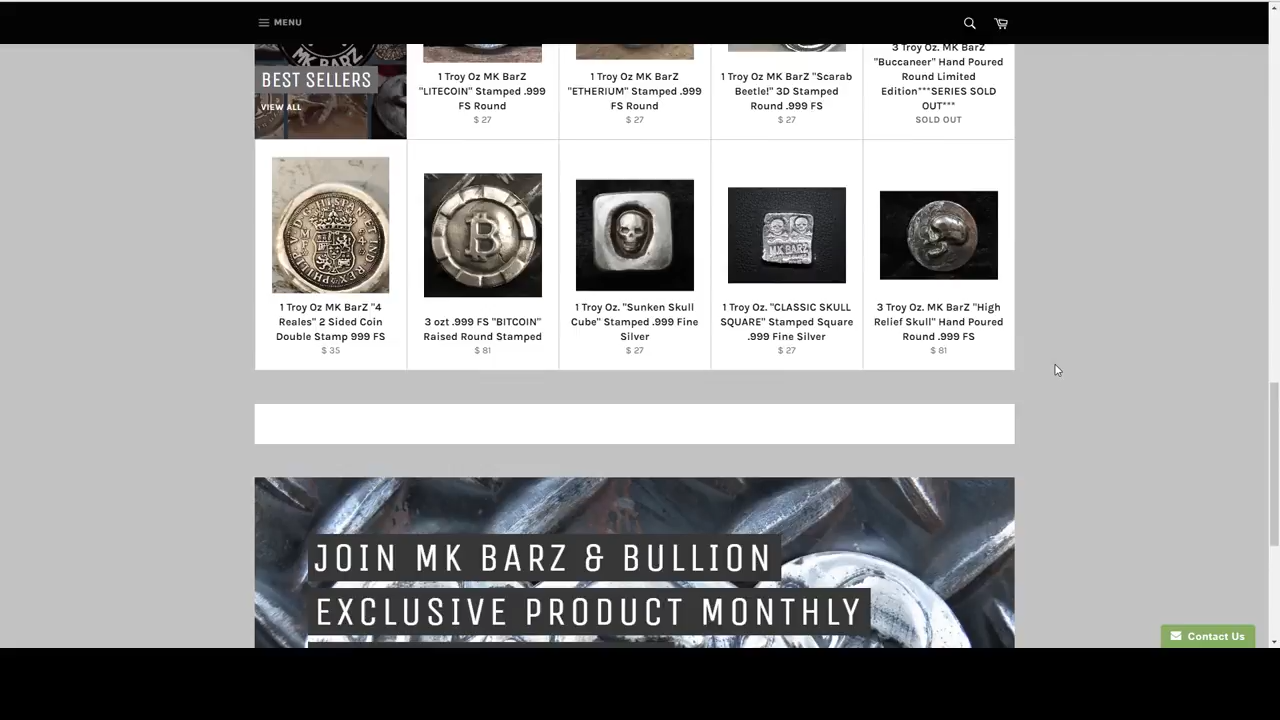 MENU
MK BARZ
BEST SELLERS
VIEW ALL
1 Troy Oz MK BarZ
"LITECOIN" Stamped .999
FS Round
$ 27
1 Troy Oz MK BarZ
"ETHERIUM" Stamped .999
FS Round
$ 27
1 Troy Oz MK BarZ "Scarab
Beetle!" 3D Stamped
Round .999 FS
$ 27
3 Troy Oz. MK BarZ
"Buccaneer" Hand Poured
Round Limited
Edition***SERIES SOLD
OUT***
SOLD OUT
1 Troy Oz MK BarZ "4
Reales" 2 Sided Coin
Double Stamp 999 FS
$ 35
B
3 ozt .999 FS "BITCOIN"
Raised Round Stamped
$ 81
1 Troy Oz. "Sunken Skull
Cube" Stamped .999 Fine
Silver
$ 27
MK BARZ
1 Troy Oz. "CLASSIC SKULL
SQUARE" Stamped Square
.999 Fine Silver
$ 27
3 Troy Oz. MK BarZ "High
Relief Skull" Hand Poured
Round .999 FS
$ 81
JOIN MK BARZ & BULLION
EXCLUSIVE PRODUCT MONTHLY
Contact Us